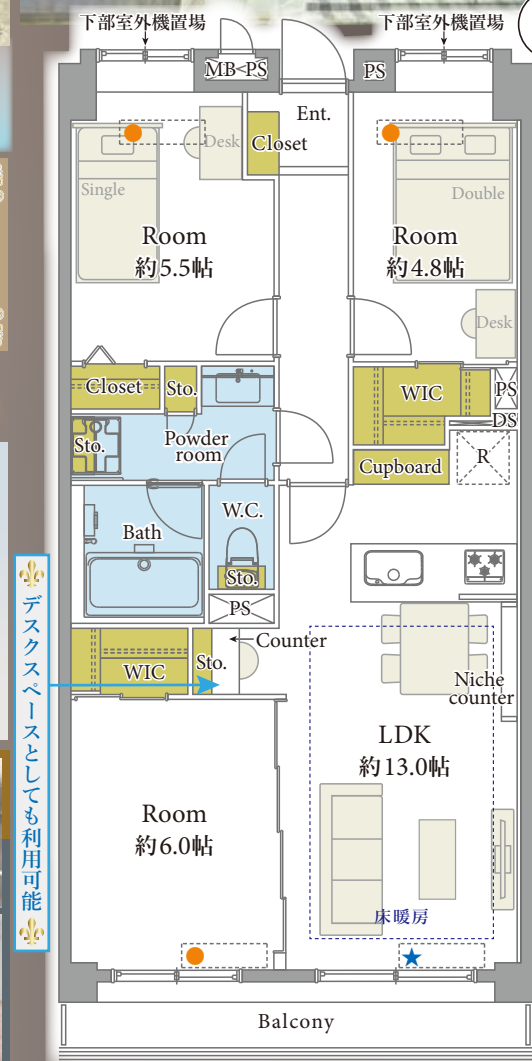 下部室外機置場
下部室外機置場
MB PS
PS
Ent.
Closet
Desk
Single
Double
Room
約5.5帖
Room
約4.8帖
Desk
Closet
Sto.
WIC
PS
DS
Sto.
Powder
room
Cupboard
R
W.C.
Bath
Sto.
PS
Counter
WIC
Sto.
Niche
counter
デスクスペースとしても利用可能
LDK
約13.0帖
Room
約6.0帖
床暖房
Balcony